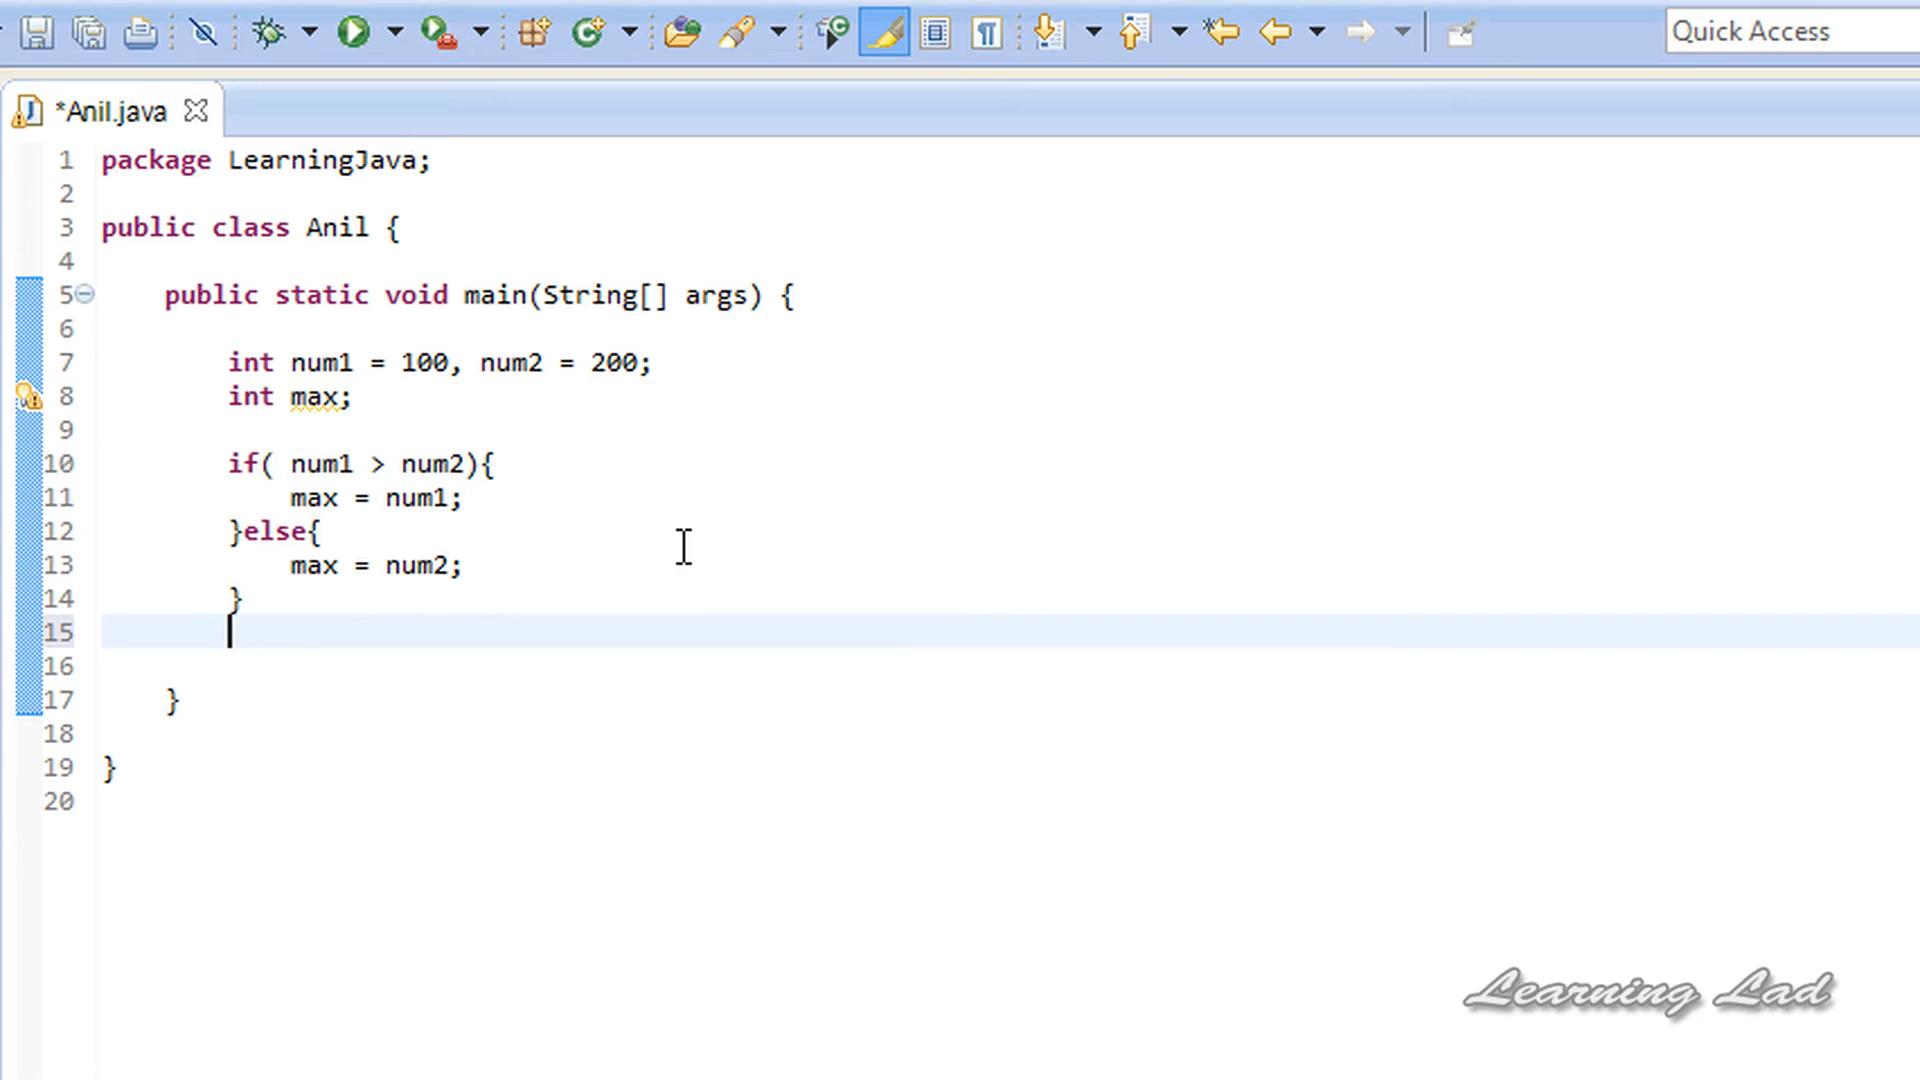 Quick Access
*Anil.java
1 package LearningJava;
2
3 public class Anil {
4
5 public static void main(String[] args) {
6
7 int num1 = 100, num2 = 200;
8 int max;
9
10 if( num1 > num2){
11 max = num1;
12 }else{
13 max = num2;
14 }
15
16
17 }
18
19 }
20
Learning Lad